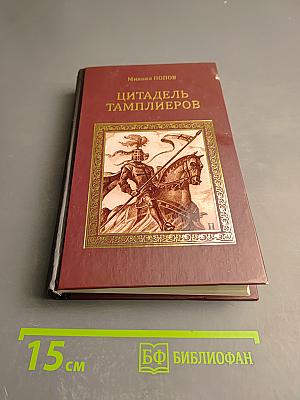 Михаил ПОПОВ
ЦИТАДЕЛЬ
ТАМПЛИЕРОВ
15 см
БФ БИБЛИОФАН